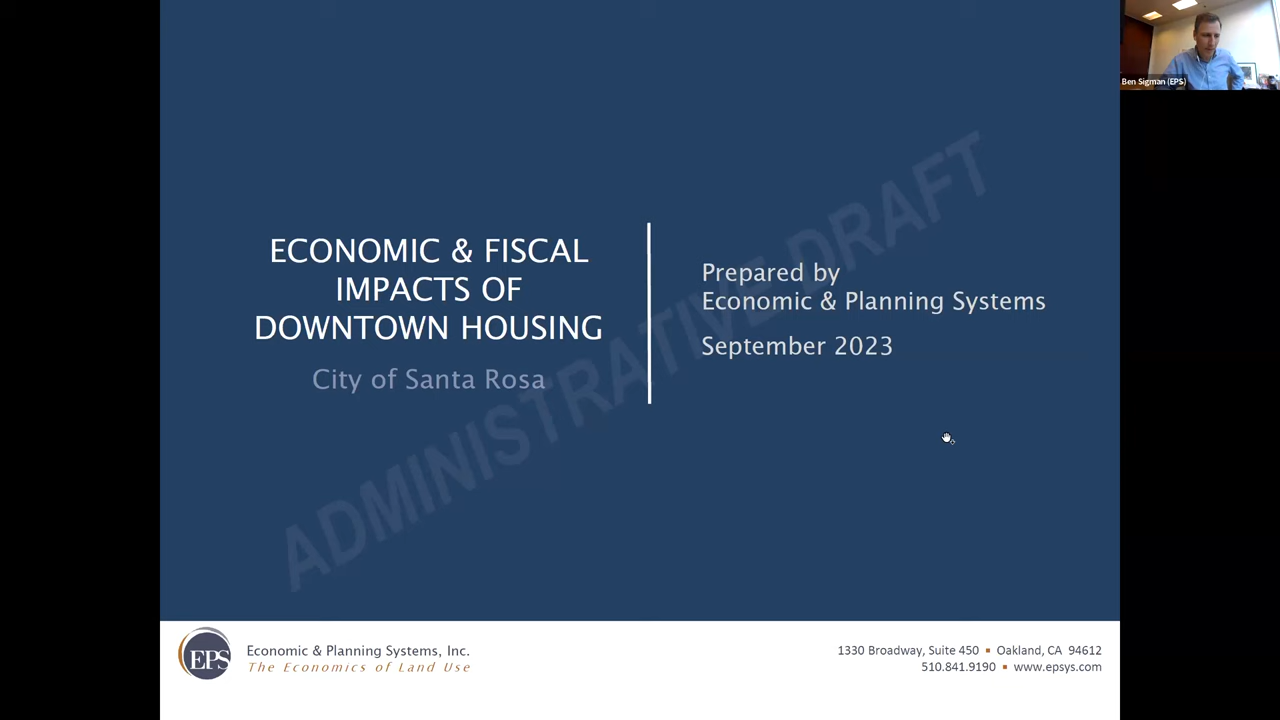 Ben Sigman (EPS)
ECONOMIC & FISCAL
IMPACTS OF
DOWNTOWN HOUSING
City of Santa Rosa
Prepared by
Economic & Planning Systems
September 2023
ADMINISTRATIVE DRAFT
EPS
Economic & Planning Systems, Inc.
The Economics of Land Use
1330 Broadway, Suite 450 ▪ Oakland, CA 94612
510.841.9190 ▪ www.epsys.com